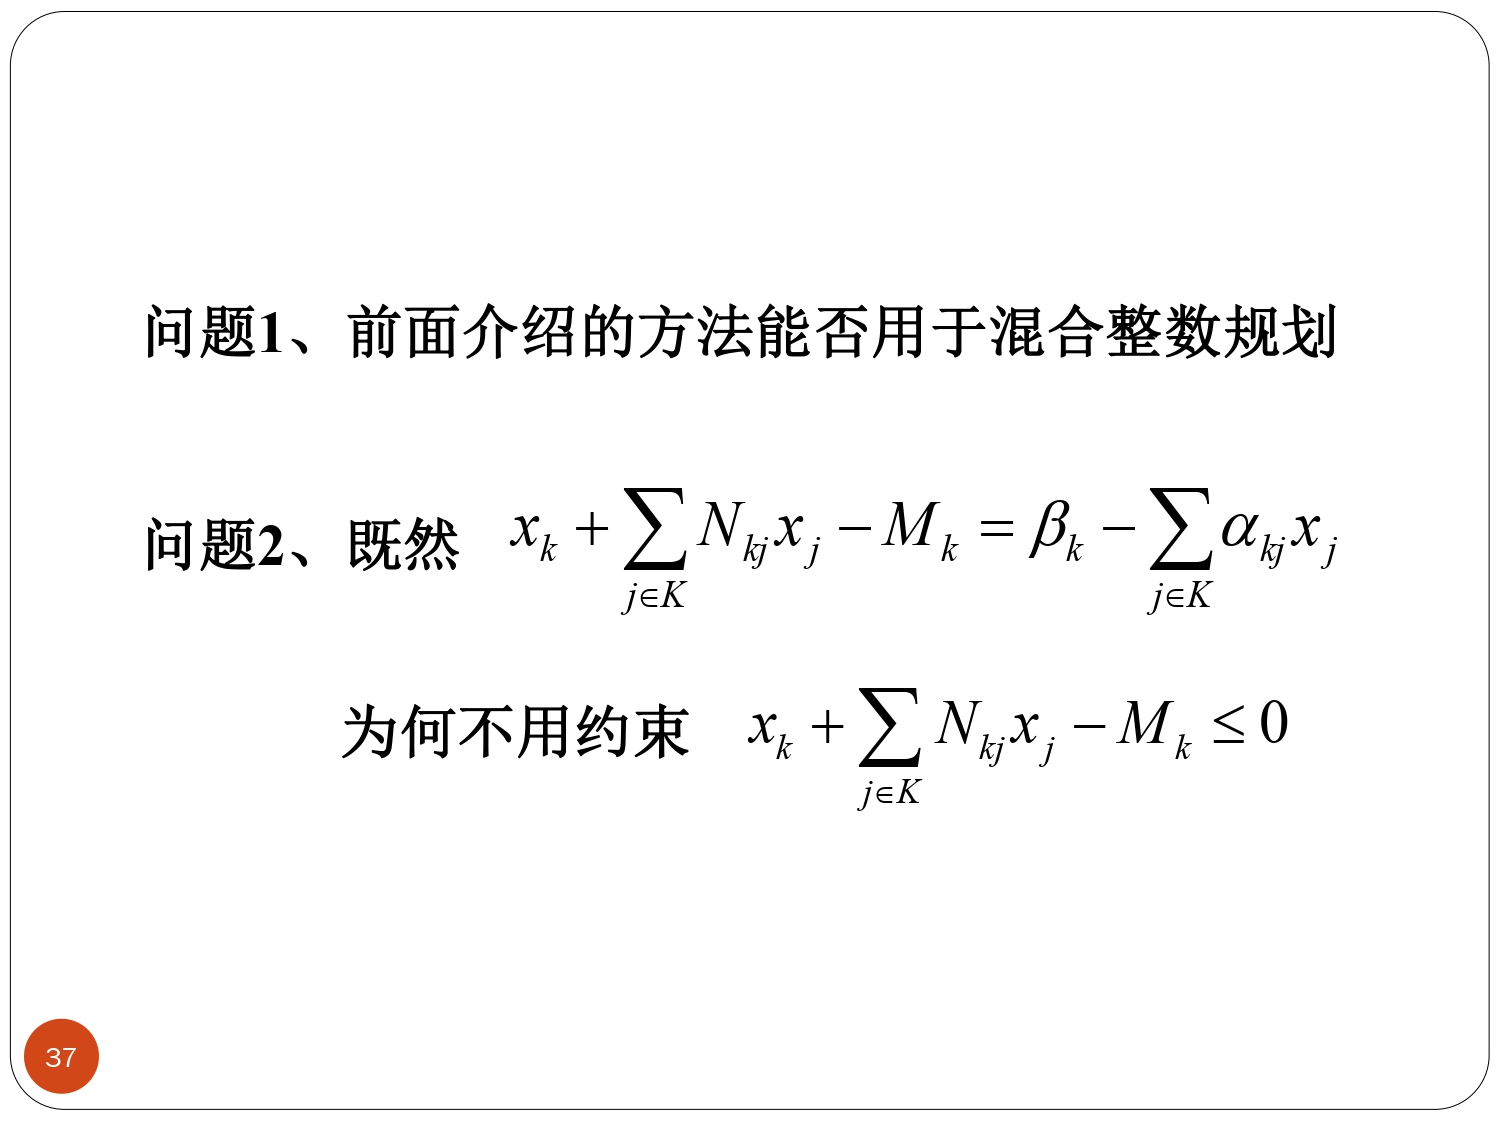 问题1、前面介绍的方法能否用于混合整数规划
问题2、既然 $x_k + \sum_{j \in K} N_{kj} x_j - M_k = \beta_k - \sum_{j \in K} \alpha_{kj} x_j$
为何不用约束 $x_k + \sum_{j \in K} N_{kj} x_j - M_k \leq 0$
37